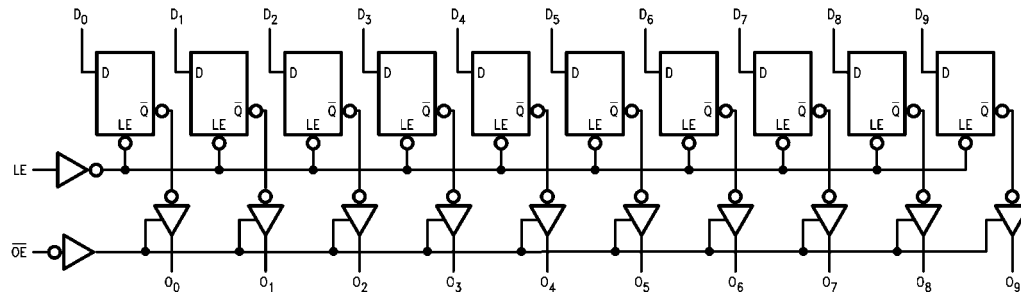 D₀ D₁ D₂ D₃ D₄ D₅ D₆ D₇ D₈ D₉
D D D D D D D D D D
Q̅ Q̅ Q̅ Q̅ Q̅ Q̅ Q̅ Q̅ Q̅ Q̅
LE LE LE LE LE LE LE LE LE LE
LE
O̅E̅
O₀ O₁ O₂ O₃ O₄ O₅ O₆ O₇ O₈ O₉